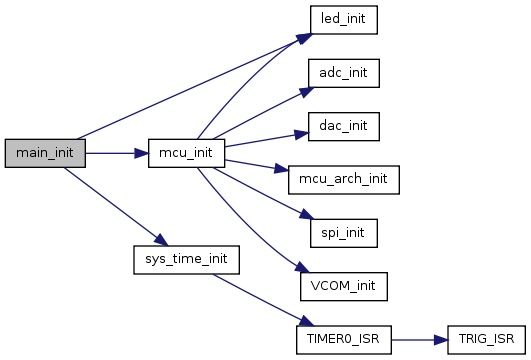 led_init
adc_init
dac_init
main_init
mcu_init
mcu_arch_init
spi_init
sys_time_init
VCOM_init
TIMER0_ISR
TRIG_ISR